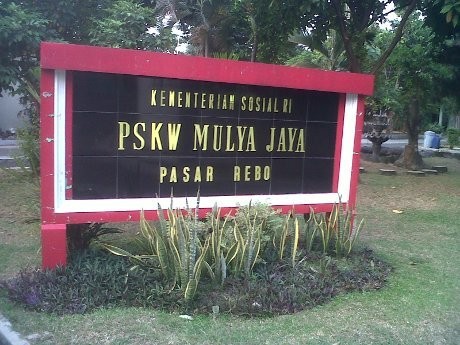 KEMENTERIAN SOSIAL RI
PSKW MULYA JAYA
PASAR REBO